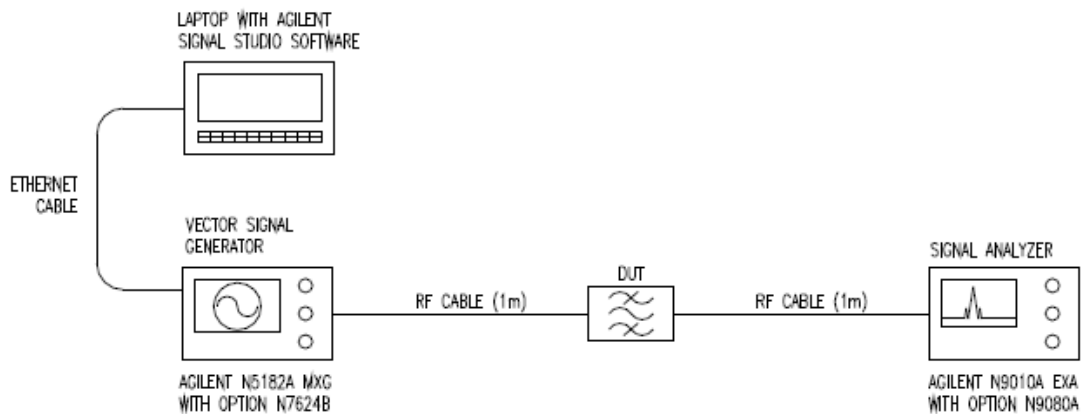 LAPTOP WITH AGILENT
SIGNAL STUDIO SOFTWARE
ETHERNET
CABLE
VECTOR SIGNAL
GENERATOR
RF CABLE (1m)
DUT
RF CABLE (1m)
SIGNAL ANALYZER
AGILENT N5182A MXG
WITH OPTION N7624B
AGILENT N9010A EXA
WITH OPTION N9080A